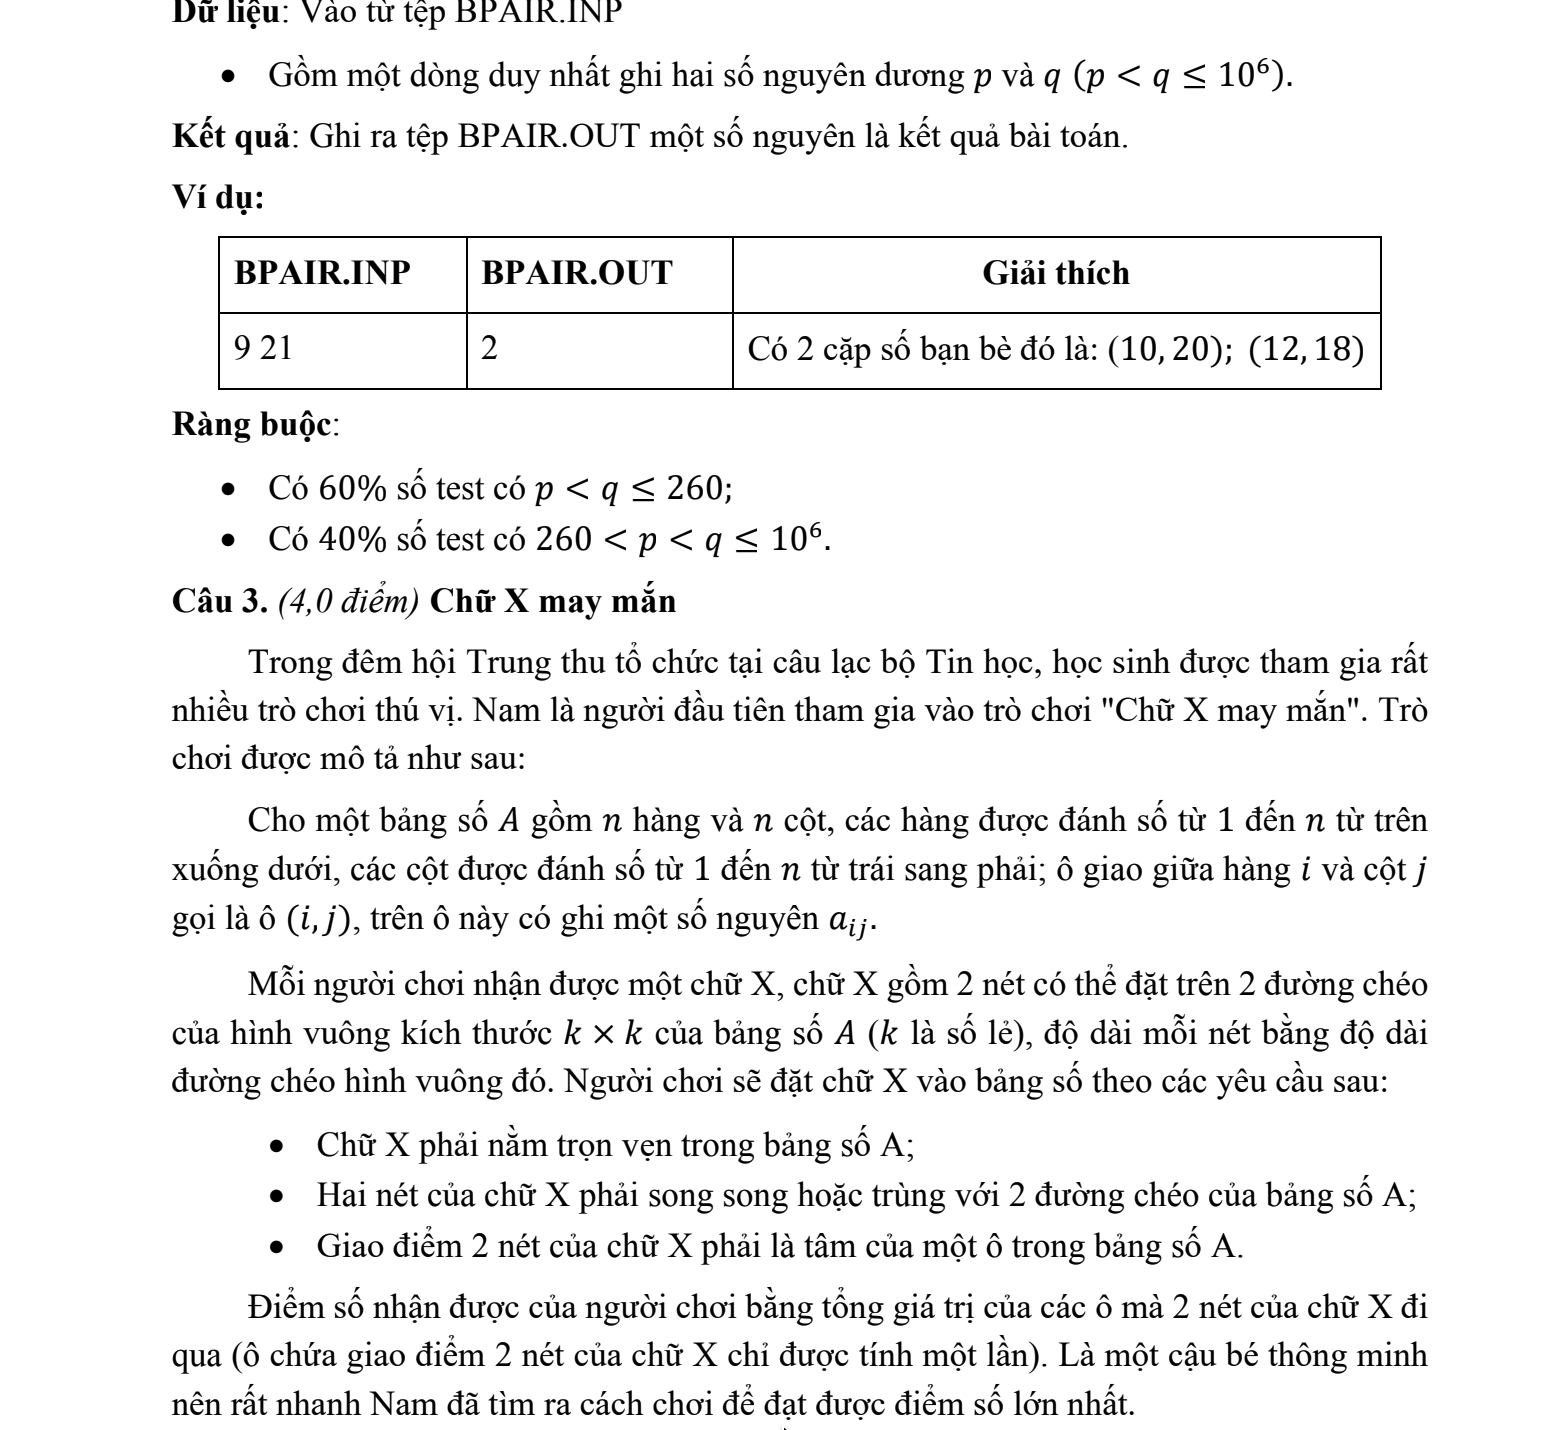 Dữ liệu: Vào từ tệp BPAIR.INP
• Gồm một dòng duy nhất ghi hai số nguyên dương p và q (p < q ≤ 10⁶).
Kết quả: Ghi ra tệp BPAIR.OUT một số nguyên là kết quả bài toán.
Ví dụ:
BPAIR.INP BPAIR.OUT Giải thích
9 21 2 Có 2 cặp số bạn bè đó là: (10, 20); (12, 18)
Ràng buộc:
• Có 60% số test có p < q ≤ 260;
• Có 40% số test có 260 < p < q ≤ 10⁶.
Câu 3. (4,0 điểm) Chữ X may mắn
Trong đêm hội Trung thu tổ chức tại câu lạc bộ Tin học, học sinh được tham gia rất
nhiều trò chơi thú vị. Nam là người đầu tiên tham gia vào trò chơi "Chữ X may mắn". Trò
chơi được mô tả như sau:
Cho một bảng số A gồm n hàng và n cột, các hàng được đánh số từ 1 đến n từ trên
xuống dưới, các cột được đánh số từ 1 đến n từ trái sang phải; ô giao giữa hàng i và cột j
gọi là ô (i, j), trên ô này có ghi một số nguyên aᵢⱼ.
Mỗi người chơi nhận được một chữ X, chữ X gồm 2 nét có thể đặt trên 2 đường chéo
của hình vuông kích thước k × k của bảng số A (k là số lẻ), độ dài mỗi nét bằng độ dài
đường chéo hình vuông đó. Người chơi sẽ đặt chữ X vào bảng số theo các yêu cầu sau:
• Chữ X phải nằm trọn vẹn trong bảng số A;
• Hai nét của chữ X phải song song hoặc trùng với 2 đường chéo của bảng số A;
• Giao điểm 2 nét của chữ X phải là tâm của một ô trong bảng số A.
Điểm số nhận được của người chơi bằng tổng giá trị của các ô mà 2 nét của chữ X đi
qua (ô chứa giao điểm 2 nét của chữ X chỉ được tính một lần). Là một cậu bé thông minh
nên rất nhanh Nam đã tìm ra cách chơi để đạt được điểm số lớn nhất.